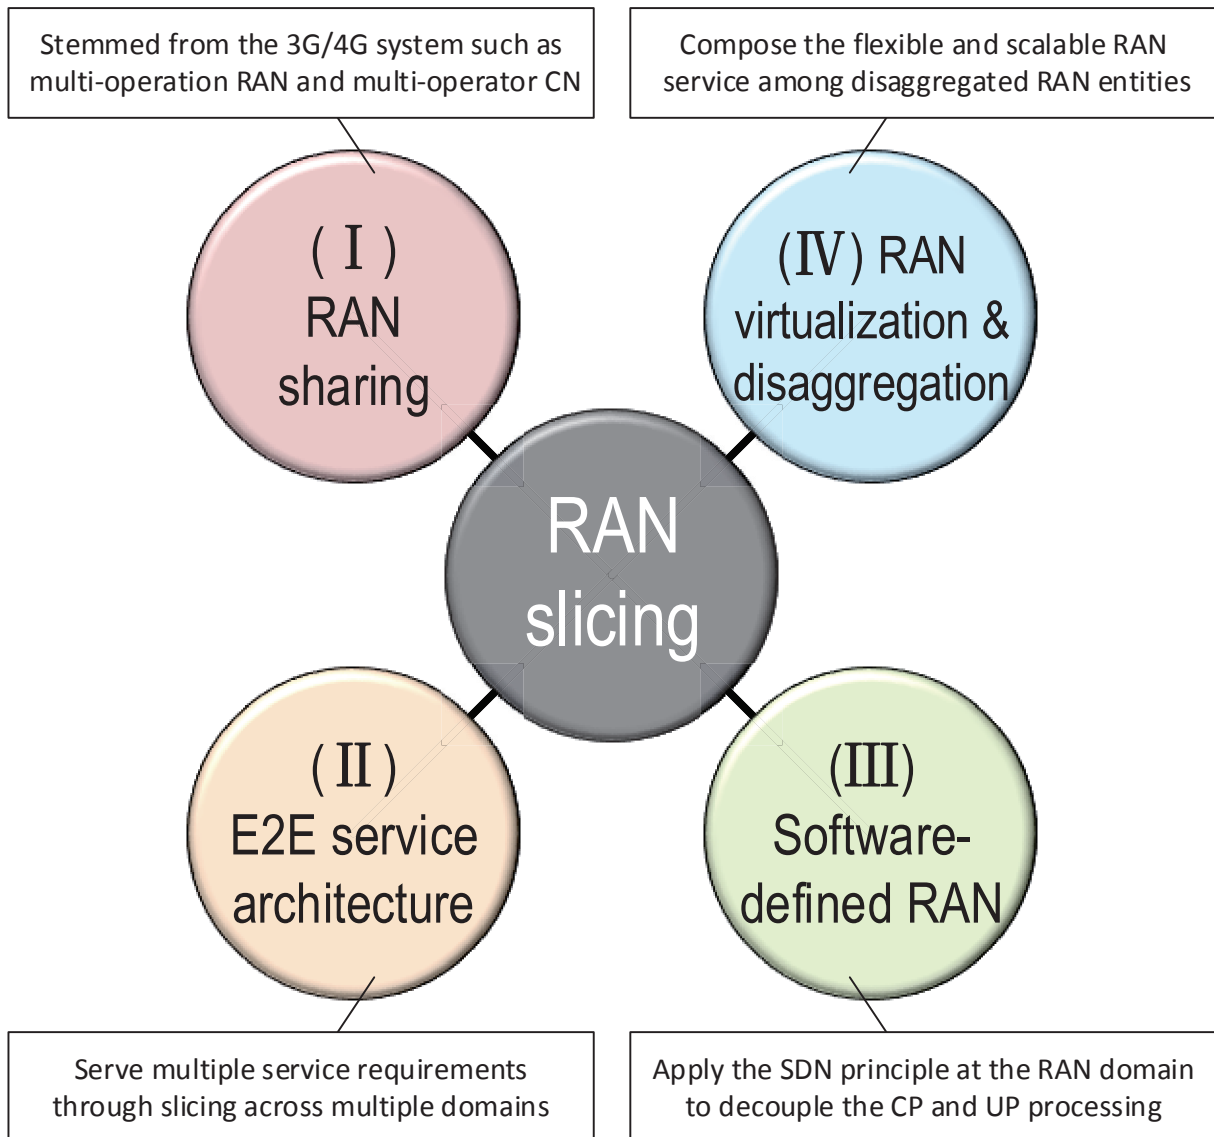 Stemmed from the 3G/4G system such as
multi-operation RAN and multi-operator CN
Compose the flexible and scalable RAN
service among disaggregated RAN entities
(Ⅰ)
RAN
sharing
(Ⅳ) RAN
virtualization &
disaggregation
RAN
slicing
(Ⅱ)
E2E service
architecture
(Ⅲ)
Software-
defined RAN
Serve multiple service requirements
through slicing across multiple domains
Apply the SDN principle at the RAN domain
to decouple the CP and UP processing